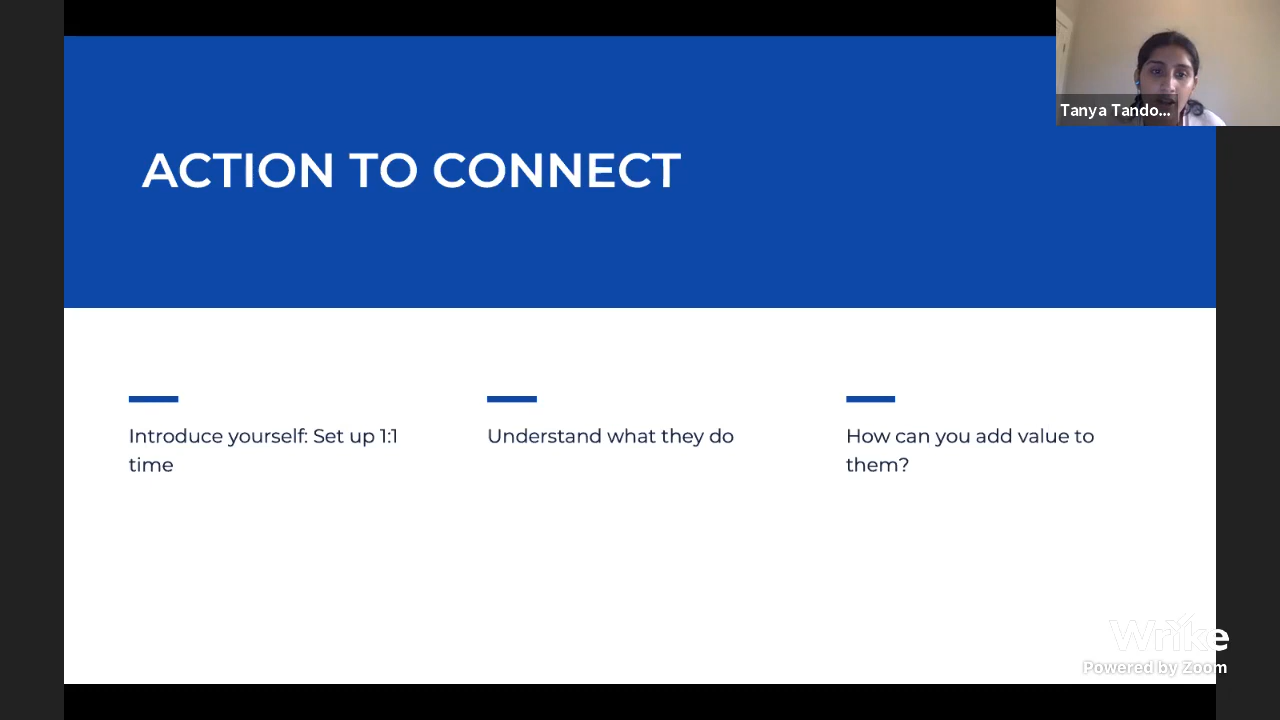 ACTION TO CONNECT
Tanya Tando...
Introduce yourself: Set up 1:1
time
Understand what they do
How can you add value to
them?
Wrike
Powered by Zoom